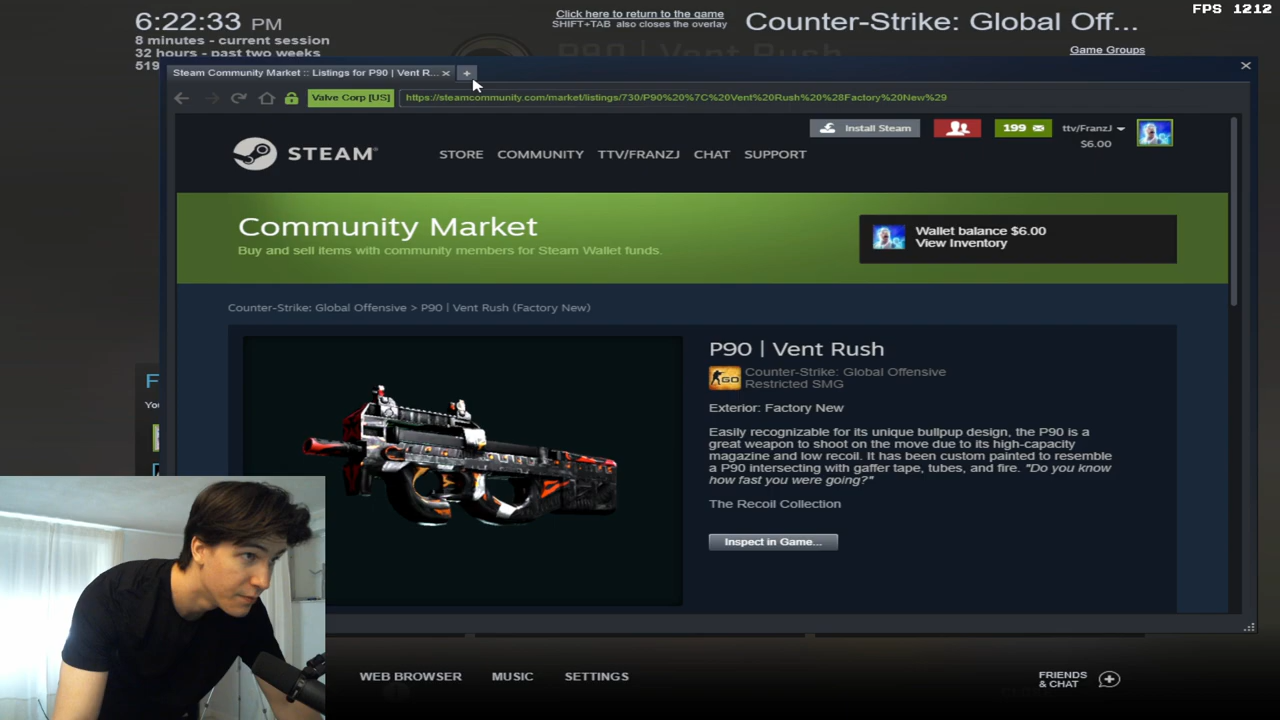 6:22:33 PM
8 minutes - current session
32 hours - past two weeks
519
Click here to return to the game
SHIFT+TAB also closes the overlay
Counter-Strike: Global Off...
FPS 1212
Game Groups
Steam Community Market :: Listings for P90 | Vent R...
Valve Corp [US]
https://steamcommunity.com/market/listings/730/P90%20%7C%20Vent%20Rush%20%28Factory%20New%29
Install Steam
199
ttv/FranzJ
$6.00
STEAM
STORE COMMUNITY TTV/FRANZJ CHAT SUPPORT
Community Market
Buy and sell items with community members for Steam Wallet funds.
Wallet balance $6.00
View Inventory
Counter-Strike: Global Offensive > P90 | Vent Rush (Factory New)
P90 | Vent Rush
GO
Counter-Strike: Global Offensive
Restricted SMG
Exterior: Factory New
Easily recognizable for its unique bullpup design, the P90 is a
great weapon to shoot on the move due to its high-capacity
magazine and low recoil. It has been custom painted to resemble
a P90 intersecting with gaffer tape, tubes, and fire. "Do you know
how fast you were going?"
The Recoil Collection
Inspect in Game...
F
You
WEB BROWSER MUSIC SETTINGS
FRIENDS
& CHAT